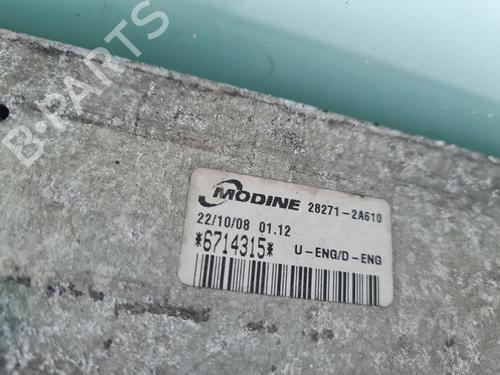 B-PARTS
MODINE 28271-2A610
22/10/08 01.12
*6714315* U-ENG/D-ENG